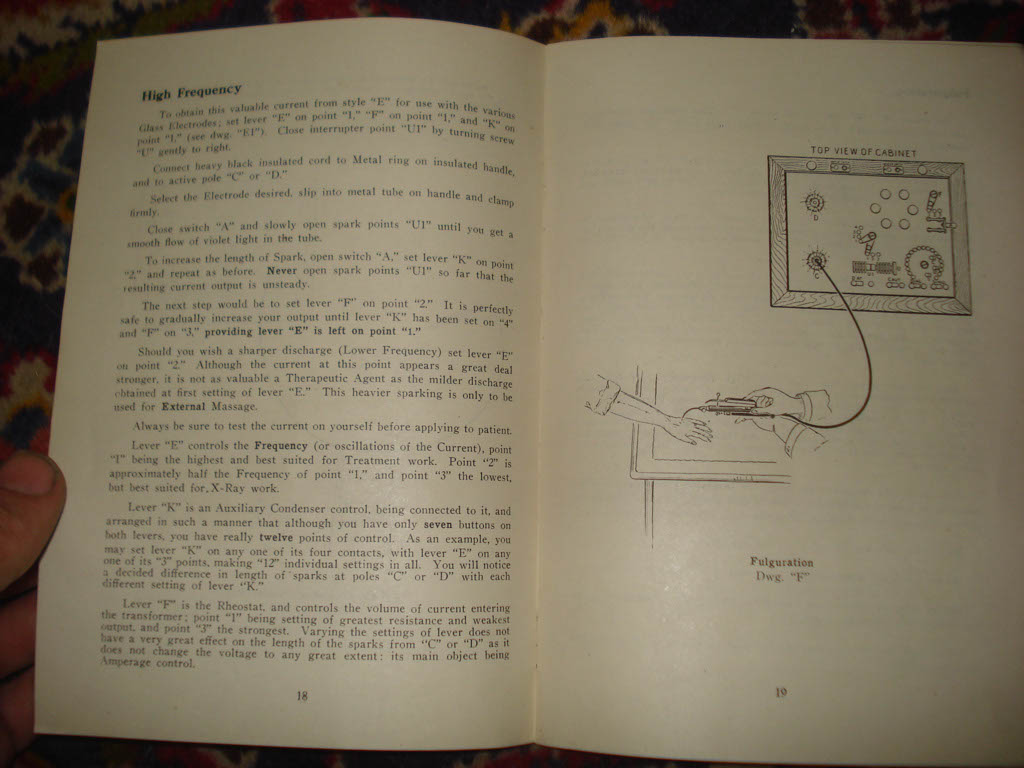 High Frequency
To obtain this valuable current from style "E" for use with the various
Glass Electrodes; set lever "E" on point "1," "F" on point "1," and "K" on
point "1," (see dwg. "E1"). Close interrupter point "U1" by turning screw
"U" gently to right.
Connect heavy black insulated cord to Metal ring on insulated handle,
and to active pole "C" or "D."
Select the Electrode desired, slip into metal tube on handle and clamp
firmly.
Close switch "A" and slowly open spark points "U1" until you get a
smooth flow of violet light in the tube.
To increase the length of Spark, open switch "A," set lever "K" on point
"2," and repeat as before. Never open spark points "U1" so far that the
resulting current output is unsteady.
The next step would be to set lever "F" on point "2." It is perfectly
safe to gradually increase your output until lever "K" has been set on "4"
and "F" on "3," providing lever "E" is left on point "1."
Should you wish a sharper discharge (Lower Frequency) set lever "E"
on point "2." Although the current at this point appears a great deal
stronger, it is not as valuable a Therapeutic Agent as the milder discharge
obtained at first setting of lever "E." This heavier sparking is only to be
used for External Massage.
Always be sure to test the current on yourself before applying to patient.
Lever "E" controls the Frequency (or oscillations of the Current), point
"1" being the highest and best suited for Treatment work. Point "2" is
approximately half the Frequency of point "1," and point "3" the lowest,
but best suited for X-Ray work.
Lever "K" is an Auxiliary Condenser control, being connected to it, and
arranged in such a manner that although you have only seven buttons on
both levers, you have really twelve points of control. As an example, you
may set lever "K" on any one of its four contacts, with lever "E" on any
one of its "3" points, making "12" individual settings in all. You will notice
a decided difference in length of sparks at poles "C" or "D" with each
different setting of lever "K."
Lever "F" is the Rheostat, and controls the volume of current entering
the transformer; point "1" being setting of greatest resistance and weakest
output, and point "3" the strongest. Varying the settings of lever does not
have a very great effect on the length of the sparks from "C" or "D" as it
does not change the voltage to any great extent; its main object being
Amperage control.
18
TOP VIEW OF CABINET
D
C
Fulguration
Dwg. "F"
19